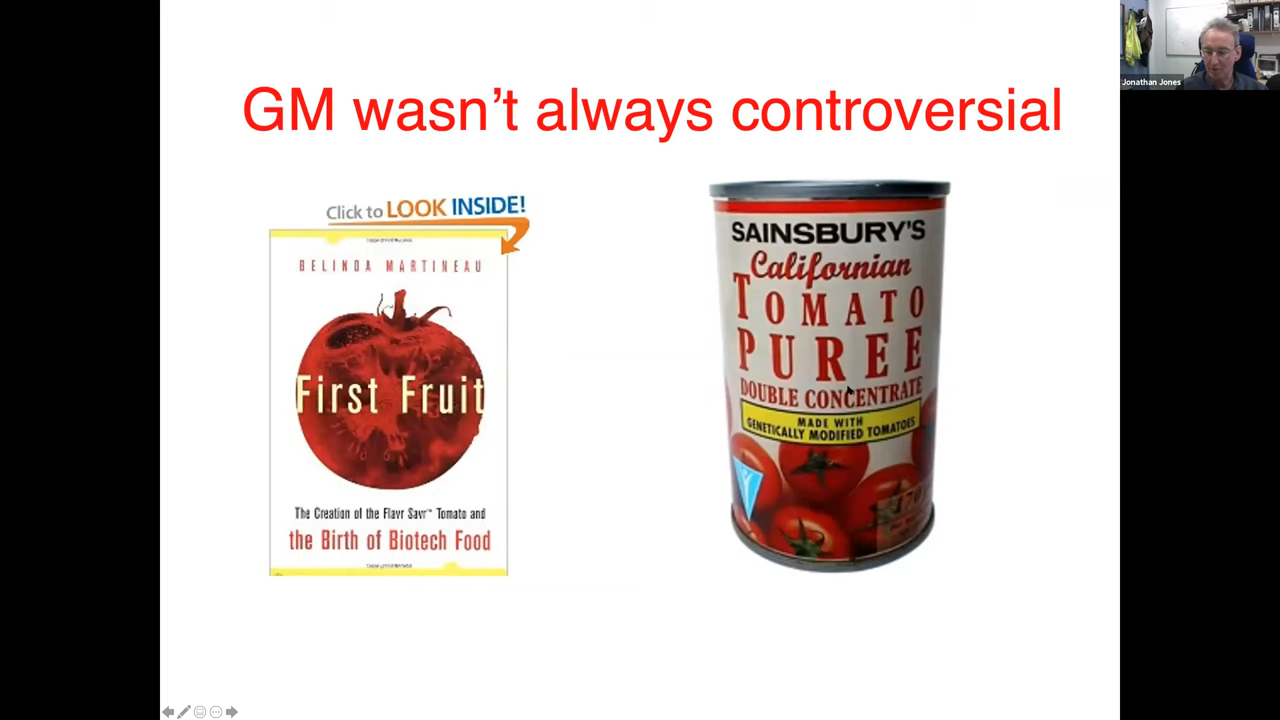 GM wasn't always controversial
Jonathan Jones
Click to LOOK INSIDE!
BELINDA MARTINEAU
First Fruit
The Creation of the Flavr Savr™ Tomato and
the Birth of Biotech Food
SAINSBURY'S
Californian
TOMATO
PUREE
DOUBLE CONCENTRATE
MADE WITH
GENETICALLY MODIFIED TOMATOES